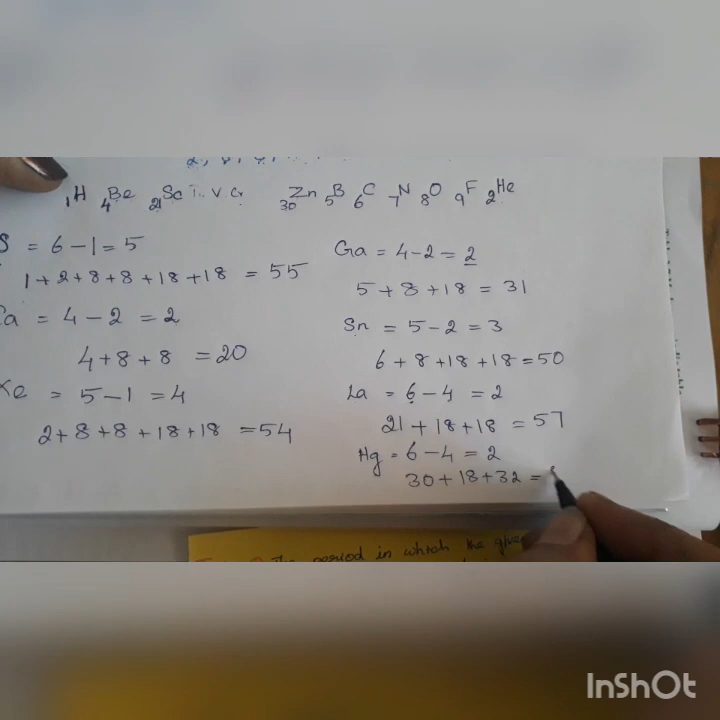 ₁H ₄Be ₂₁Sc Ti V Cr ₃₀Zn ₅B ₆C ₇N ₈O ₉F ₂He
S = 6 - 1 = 5
1 + 2 + 8 + 8 + 18 + 18 = 55
Ca = 4 - 2 = 2
4 + 8 + 8 = 20
Xe = 5 - 1 = 4
2 + 8 + 8 + 18 + 18 = 54
Ga = 4 - 2 = 2
5 + 8 + 18 = 31
Sn = 5 - 2 = 3
6 + 8 + 18 + 18 = 50
La = 6 - 4 = 2
21 + 18 + 18 = 57
Hg = 6 - 4 = 2
30 + 18 + 32 =
The period in which the given
InShOt